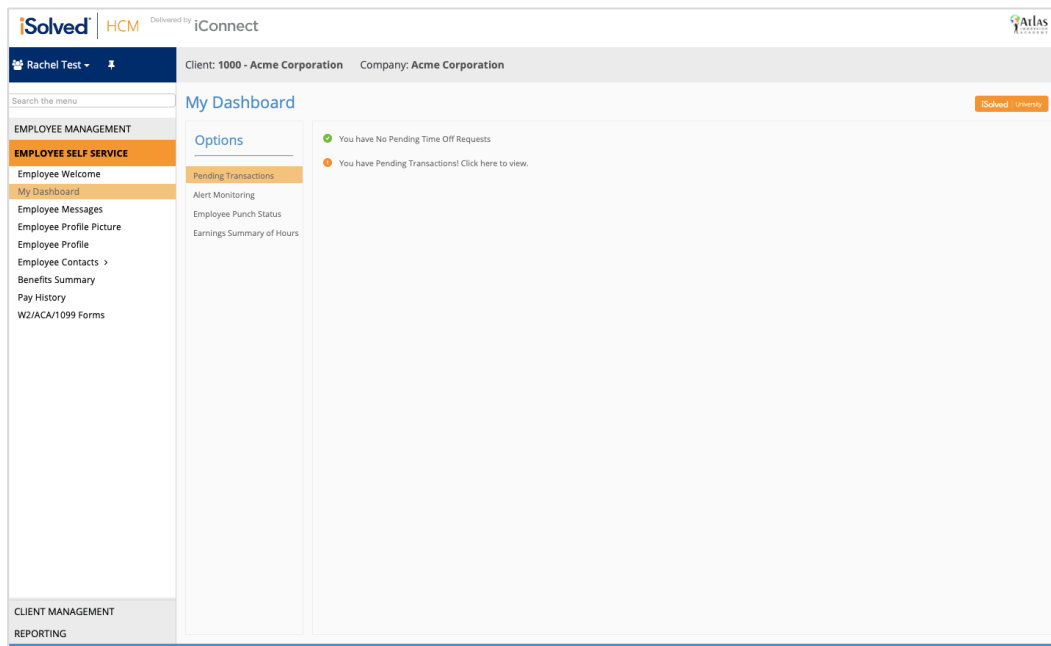 iSolved HCM Delivered by iConnect
Atlas
Rachel Test
Client: 1000 - Acme Corporation Company: Acme Corporation
Search the menu
My Dashboard
iSolved University
EMPLOYEE MANAGEMENT
EMPLOYEE SELF SERVICE
Employee Welcome
My Dashboard
Employee Messages
Employee Profile Picture
Employee Profile
Employee Contacts >
Benefits Summary
Pay History
W2/ACA/1099 Forms
CLIENT MANAGEMENT
REPORTING
Options
Pending Transactions
Alert Monitoring
Employee Punch Status
Earnings Summary of Hours
You have No Pending Time Off Requests
You have Pending Transactions! Click here to view.